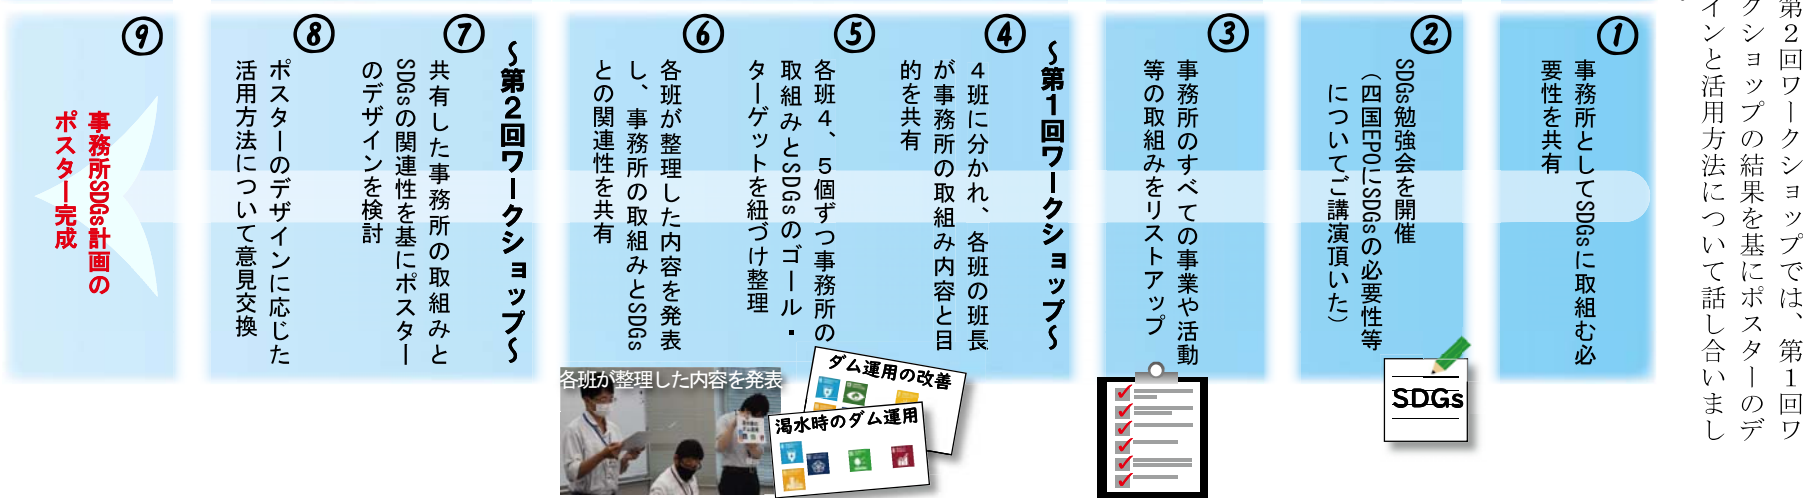 第２回ワークショップでは、第１回ワ
クショップの結果を基にポスターのデ
インと活用方法について話し合いまし
①
事務所としてSDGsに取組む必
要性を共有
②
SDGs勉強会を開催
（四国EPOにSDGsの必要性等
についてご講演頂いた）
③
事務所のすべての事業や活動
等の取組みをリストアップ
～第１回ワークショップ～
④
４班に分かれ、各班の班長
が事務所の取組み内容と目
的を共有
⑤
各班４、５個ずつ事務所の
取組みとSDGsのゴール・
ターゲットを紐づけ整理
⑥
各班が整理した内容を発表
し、事務所の取組みとSDGs
との関連性を共有
～第２回ワークショップ～
⑦
共有した事務所の取組みと
SDGsの関連性を基にポスター
のデザインを検討
⑧
ポスターのデザインに応じた
活用方法について意見交換
⑨
事務所SDGs計画の
ポスター完成
SDGs
ダム運用の改善
渇水時のダム運用
各班が整理した内容を発表